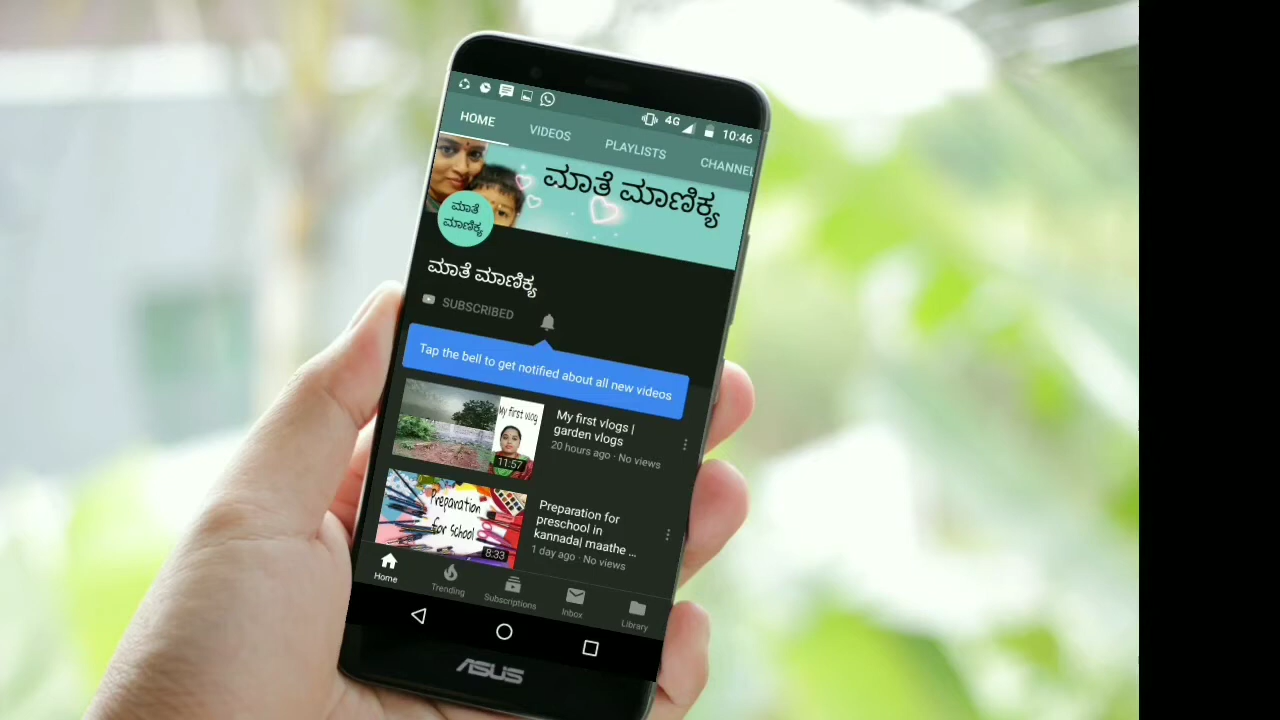 4G 10:46
HOME VIDEOS PLAYLISTS CHANNEL
ಮಾತೆ ಮಾಣಿಕ್ಯ
ಮಾತೆ
ಮಾಣಿಕ್ಯ
ಮಾತೆ ಮಾಣಿಕ್ಯ
SUBSCRIBED
Tap the bell to get notified about all new videos
My first vlog
11:57
My first vlogs |
garden vlogs
20 hours ago · No views
Preparation
for school
8:33
Preparation for
preschool in
kannada| maathe ...
1 day ago · No views
Home Trending Subscriptions Inbox Library
ASUS